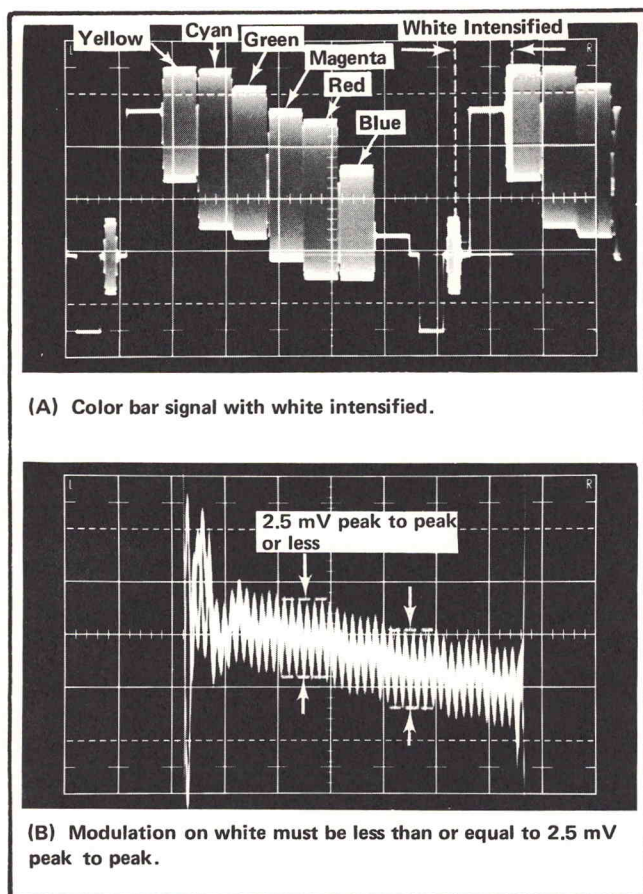 Yellow
Cyan
Green
Magenta
Red
Blue
White Intensified
L
R
(A) Color bar signal with white intensified.
L
R
2.5 mV peak to peak
or less
(B) Modulation on white must be less than or equal to 2.5 mV
peak to peak.